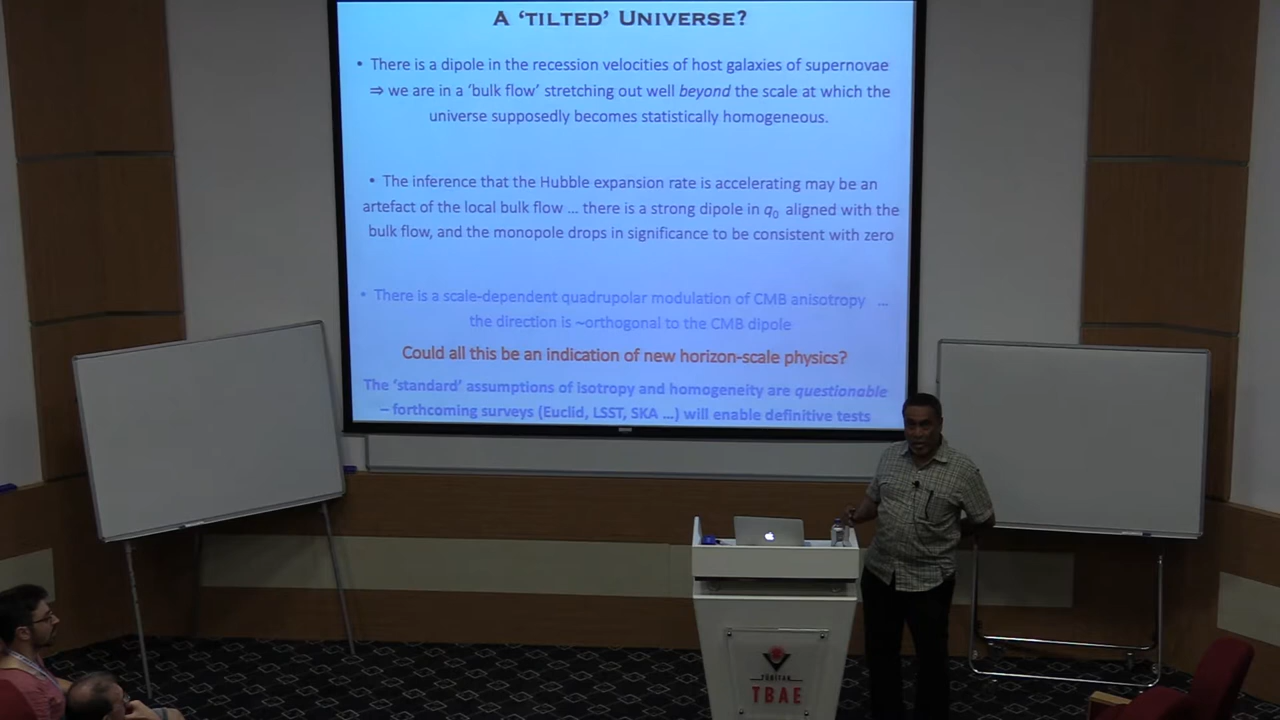 A ‘TILTED’ UNIVERSE?
• There is a dipole in the recession velocities of host galaxies of supernovae
⇒ we are in a ‘bulk flow’ stretching out well beyond the scale at which the
universe supposedly becomes statistically homogeneous.
• The inference that the Hubble expansion rate is accelerating may be an
artefact of the local bulk flow … there is a strong dipole in q₀ aligned with the
bulk flow, and the monopole drops in significance to be consistent with zero
• There is a scale-dependent quadrupolar modulation of CMB anisotropy …
the direction is ~orthogonal to the CMB dipole
Could all this be an indication of new horizon-scale physics?
The ‘standard’ assumptions of isotropy and homogeneity are questionable
– forthcoming surveys (Euclid, LSST, SKA …) will enable definitive tests
TÜBİTAK
TBAE